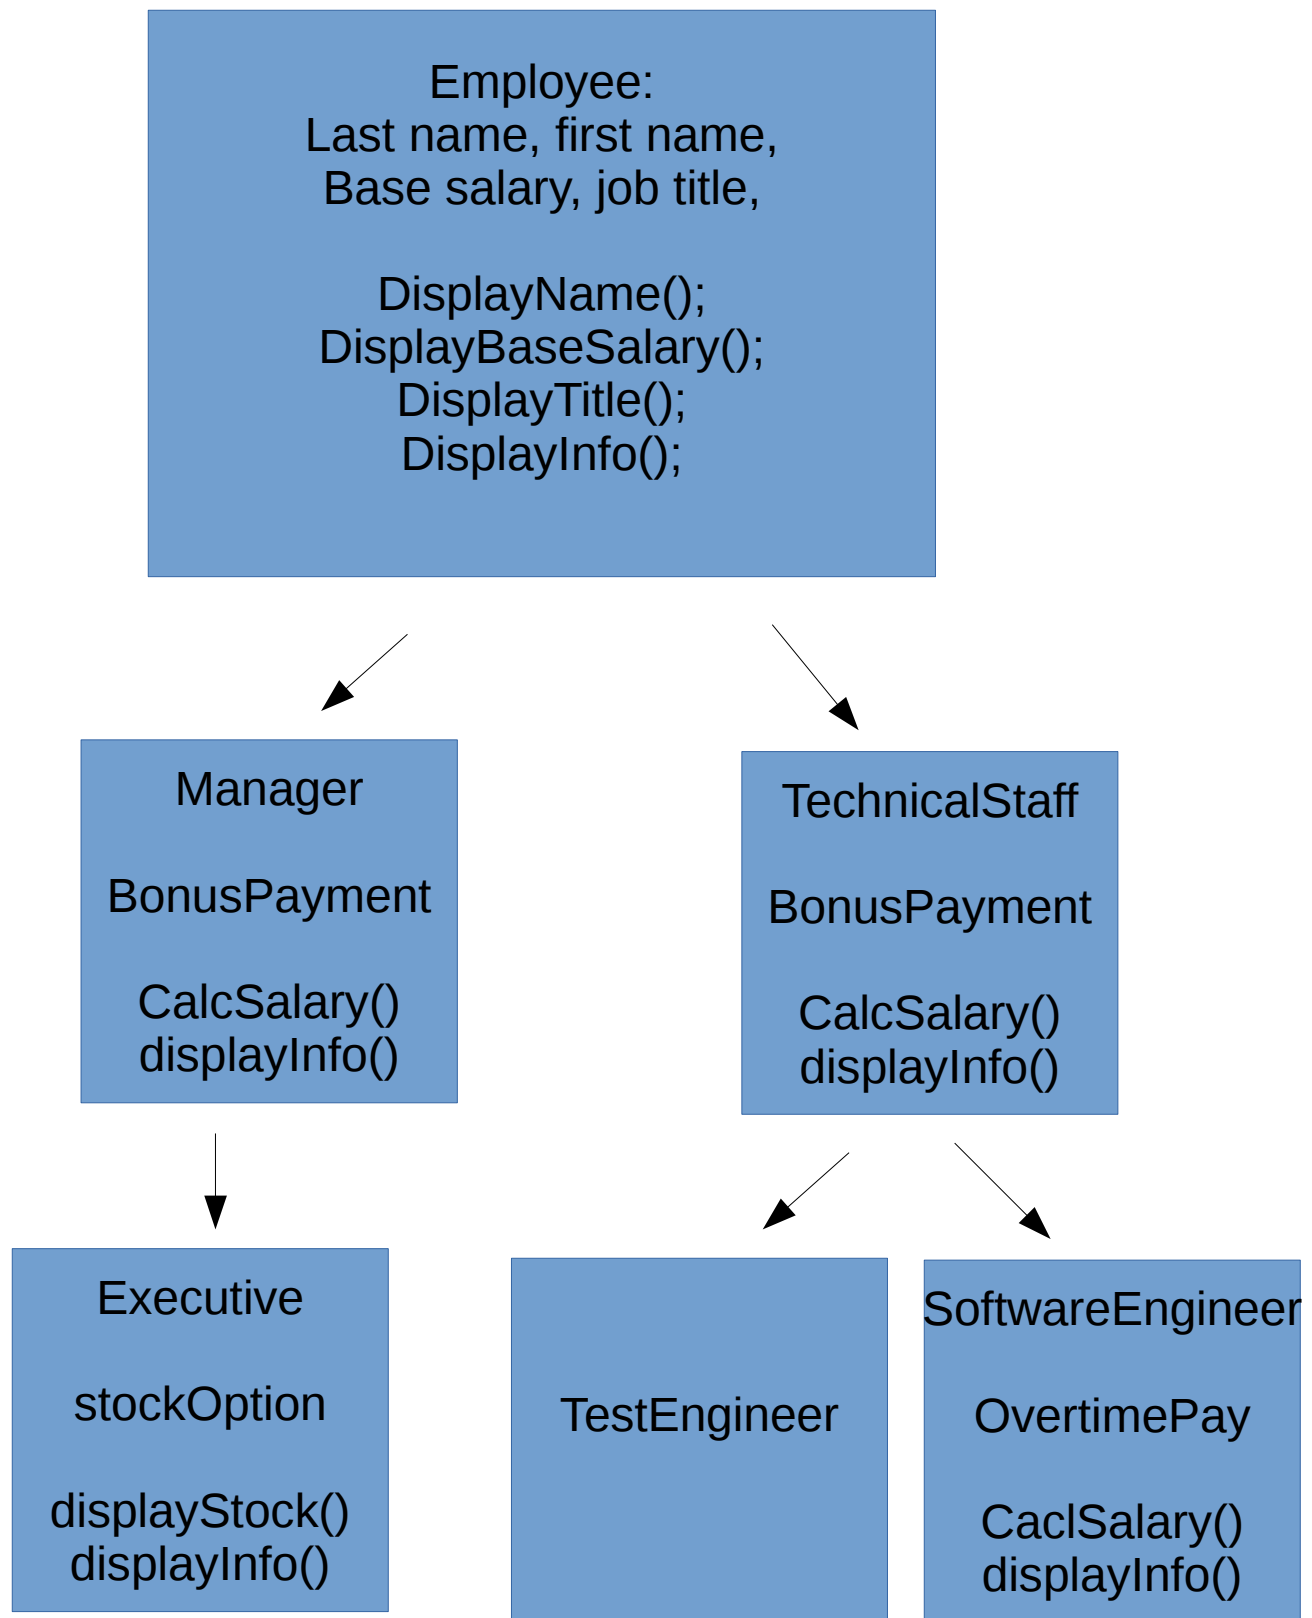 Employee:
Last name, first name,
Base salary, job title,
DisplayName();
DisplayBaseSalary();
DisplayTitle();
DisplayInfo();
Manager
BonusPayment
CalcSalary()
displayInfo()
TechnicalStaff
BonusPayment
CalcSalary()
displayInfo()
Executive
stockOption
displayStock()
displayInfo()
TestEngineer
SoftwareEngineer
OvertimePay
CaclSalary()
displayInfo()